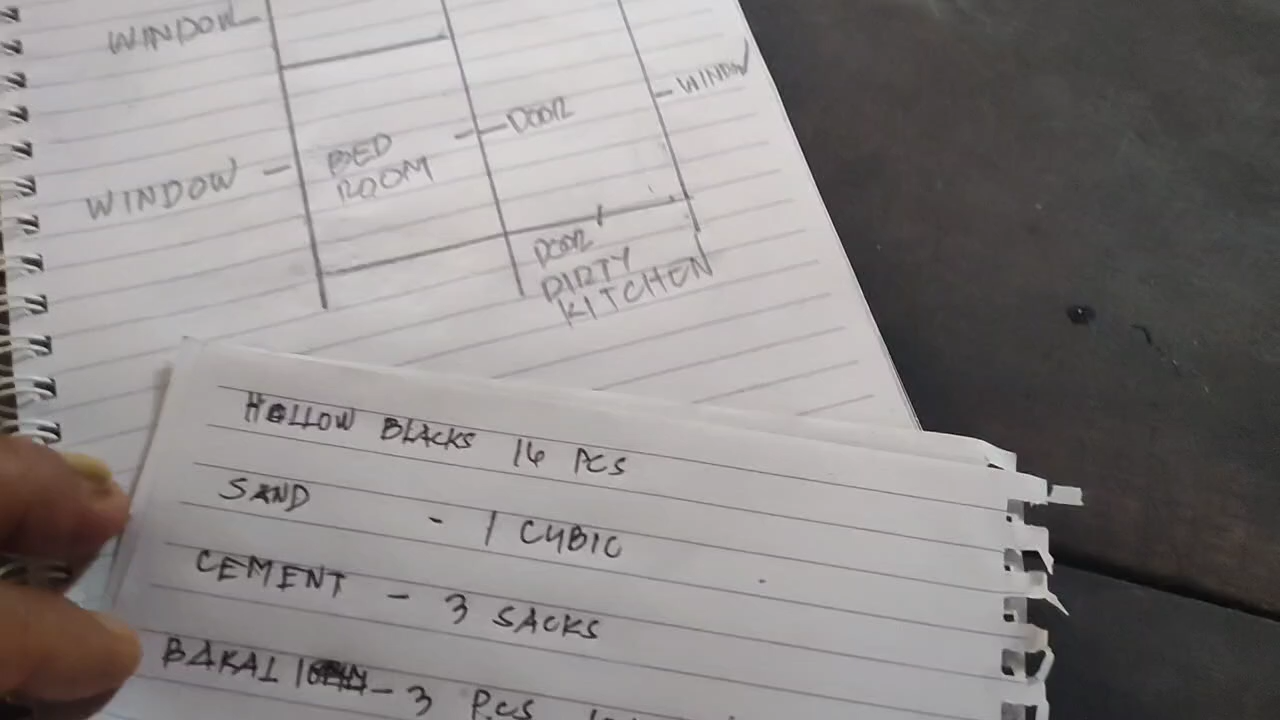 WINDOW
WINDOW
DOOR
WINDOW
BED
ROOM
DOOR
DIRTY
KITCHEN
HOLLOW BLACKS 16 PCS
SAND - 1 CUBIC
CEMENT - 3 SACKS
BAKAL - 3 PCS